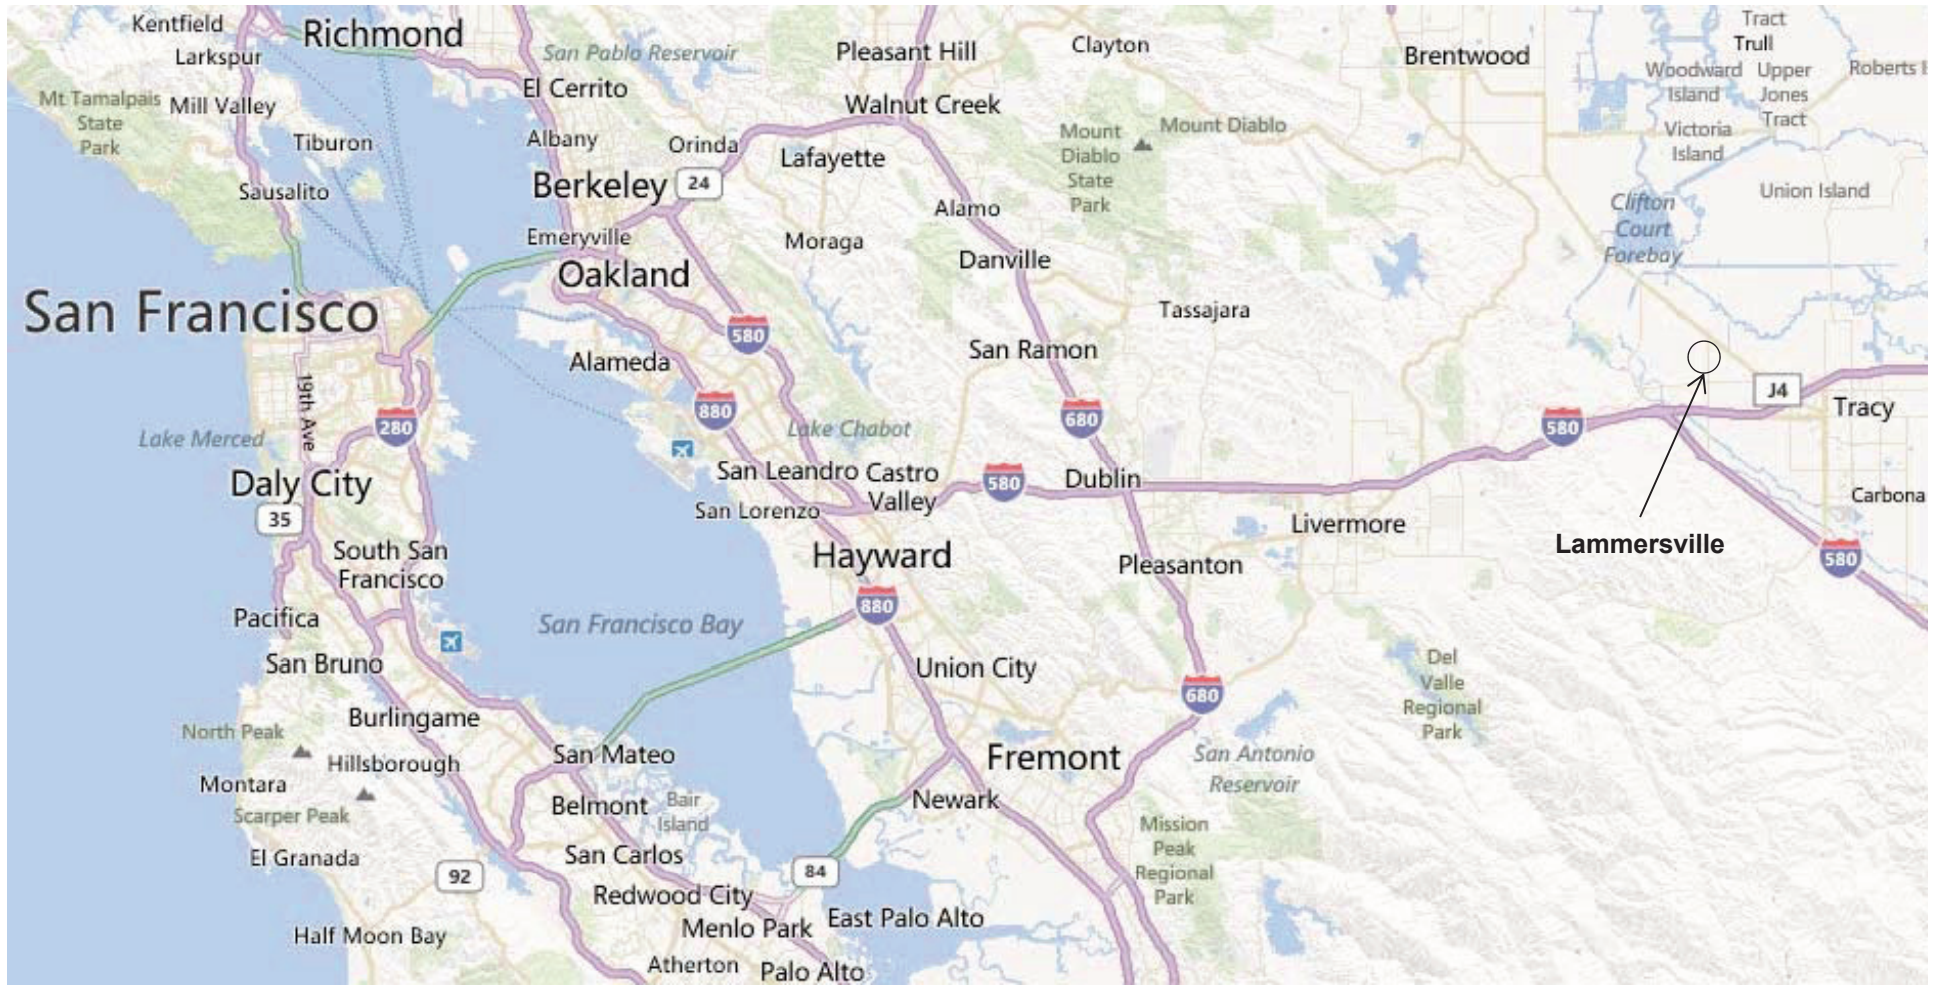 Kentfield
Richmond
Larkspur
San Pablo Reservoir
Pleasant Hill
Clayton
Brentwood
Tract
Trull
Woodward
Island
Upper
Jones
Tract
Roberts I
El Cerrito
Mt Tamalpais
State
Park
Mill Valley
Walnut Creek
Albany
Tiburon
Orinda
Lafayette
Mount
Diablo
State
Park
Mount Diablo
Victoria
Island
Sausalito
Berkeley
24
Alamo
Union Island
Clifton
Court
Forebay
Emeryville
Moraga
Danville
Oakland
San Francisco
Tassajara
580
Alameda
San Ramon
19th Ave
880
680
J4
Tracy
280
Lake Merced
Lake Chabot
580
San Leandro
Castro
Valley
580
Dublin
Daly City
Carbona
San Lorenzo
35
Livermore
Lammersville
South San
Francisco
Hayward
Pleasanton
580
880
Pacifica
San Francisco Bay
San Bruno
Union City
Del
Valle
Regional
Park
680
Burlingame
North Peak
San Mateo
Fremont
San Antonio
Reservoir
Hillsborough
Montara
Belmont
Bair
Island
Newark
Scarper Peak
Mission
Peak
Regional
Park
El Granada
San Carlos
92
84
Redwood City
East Palo Alto
Menlo Park
Half Moon Bay
Atherton
Palo Alto